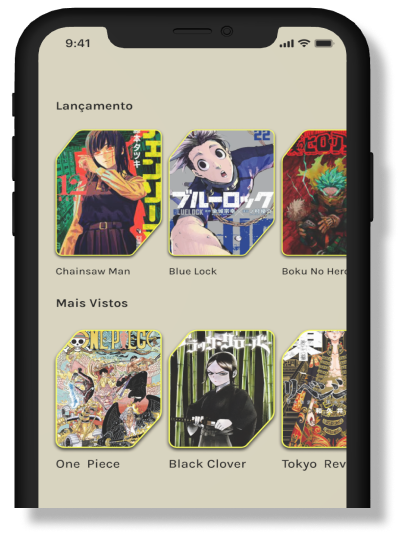 9:41
Lançamento
ブルーロック
22
12
BLUELOCK
Chainsaw Man
Blue Lock
Boku No Hero
Mais Vistos
ONE PIECE
One Piece
Black Clover
Tokyo Rev